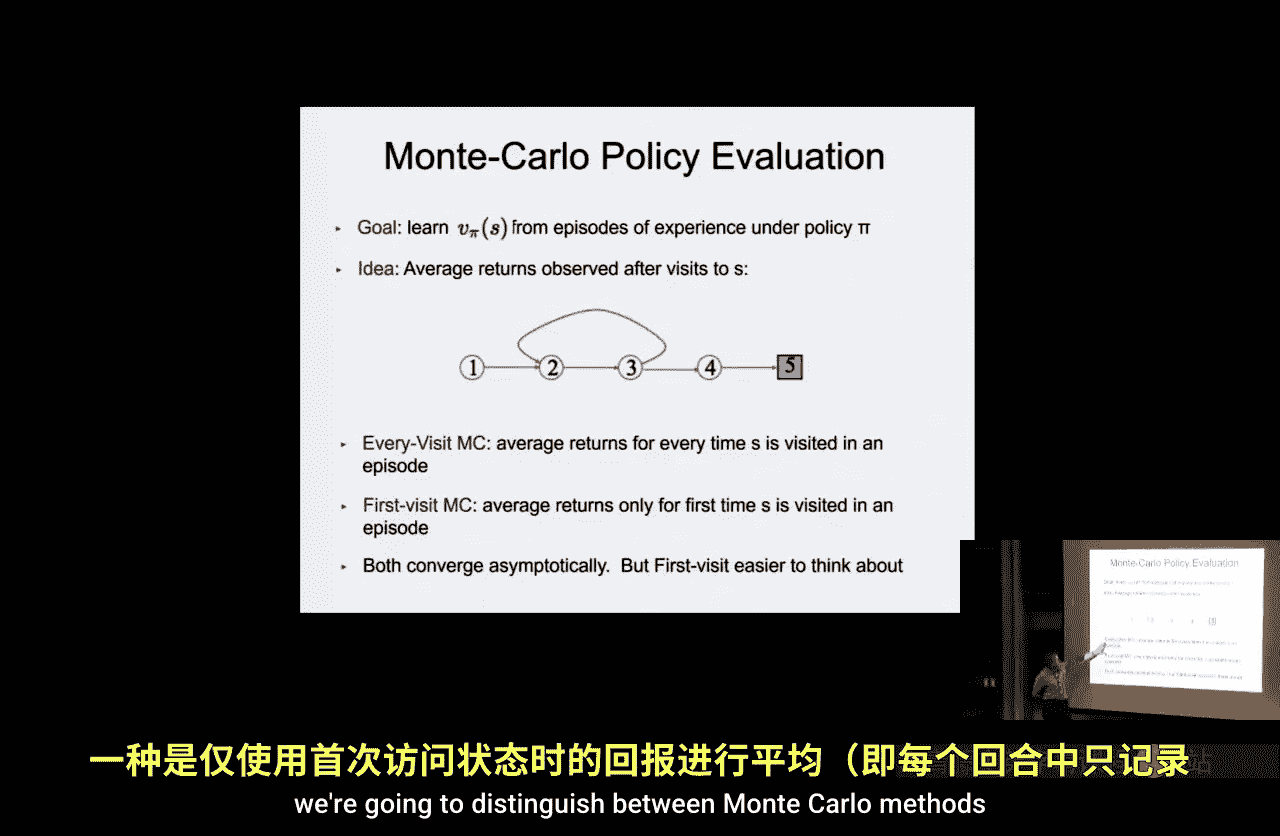 Monte-Carlo Policy Evaluation
‣ Goal: learn vπ(s) from episodes of experience under policy π
‣ Idea: Average returns observed after visits to s:
1 2 3 4 5
‣ Every-Visit MC: average returns for every time s is visited in an
episode
‣ First-visit MC: average returns only for first time s is visited in an
episode
‣ Both converge asymptotically. But First-visit easier to think about
Monte-Carlo Policy Evaluation
一种是仅使用首次访问状态时的回报进行平均（即每个回合中只记录
we're going to distinguish between Monte Carlo methods